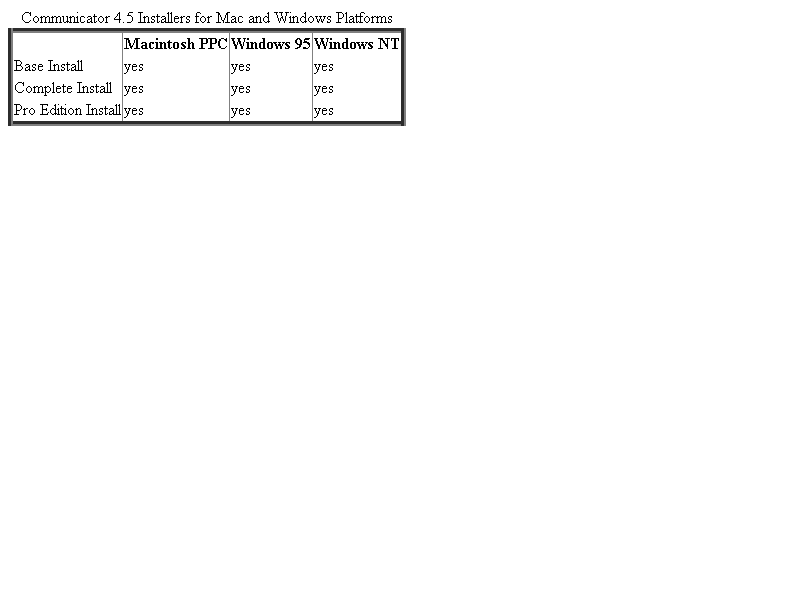 Communicator 4.5 Installers for Mac and Windows Platforms
Macintosh PPC Windows 95 Windows NT
Base Install yes yes yes
Complete Install yes yes yes
Pro Edition Install yes yes yes